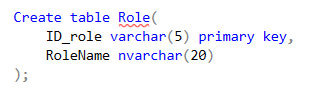 Create table Role(
    ID_role varchar(5) primary key,
    RoleName nvarchar(20)
);